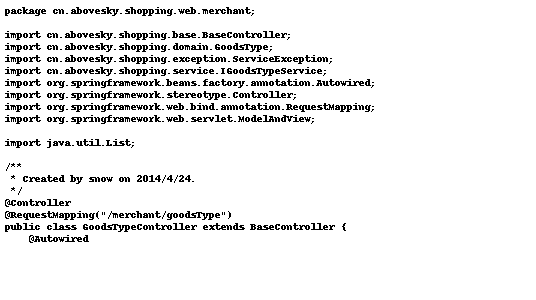 package cn.abovesky.shopping.web.merchant;

import cn.abovesky.shopping.base.BaseController;
import cn.abovesky.shopping.domain.GoodsType;
import cn.abovesky.shopping.exception.ServiceException;
import cn.abovesky.shopping.service.IGoodsTypeService;
import org.springframework.beans.factory.annotation.Autowired;
import org.springframework.stereotype.Controller;
import org.springframework.web.bind.annotation.RequestMapping;
import org.springframework.web.servlet.ModelAndView;

import java.util.List;

/**
 * Created by snow on 2014/4/24.
 */
@Controller
@RequestMapping("/merchant/goodsType")
public class GoodsTypeController extends BaseController {
    @Autowired